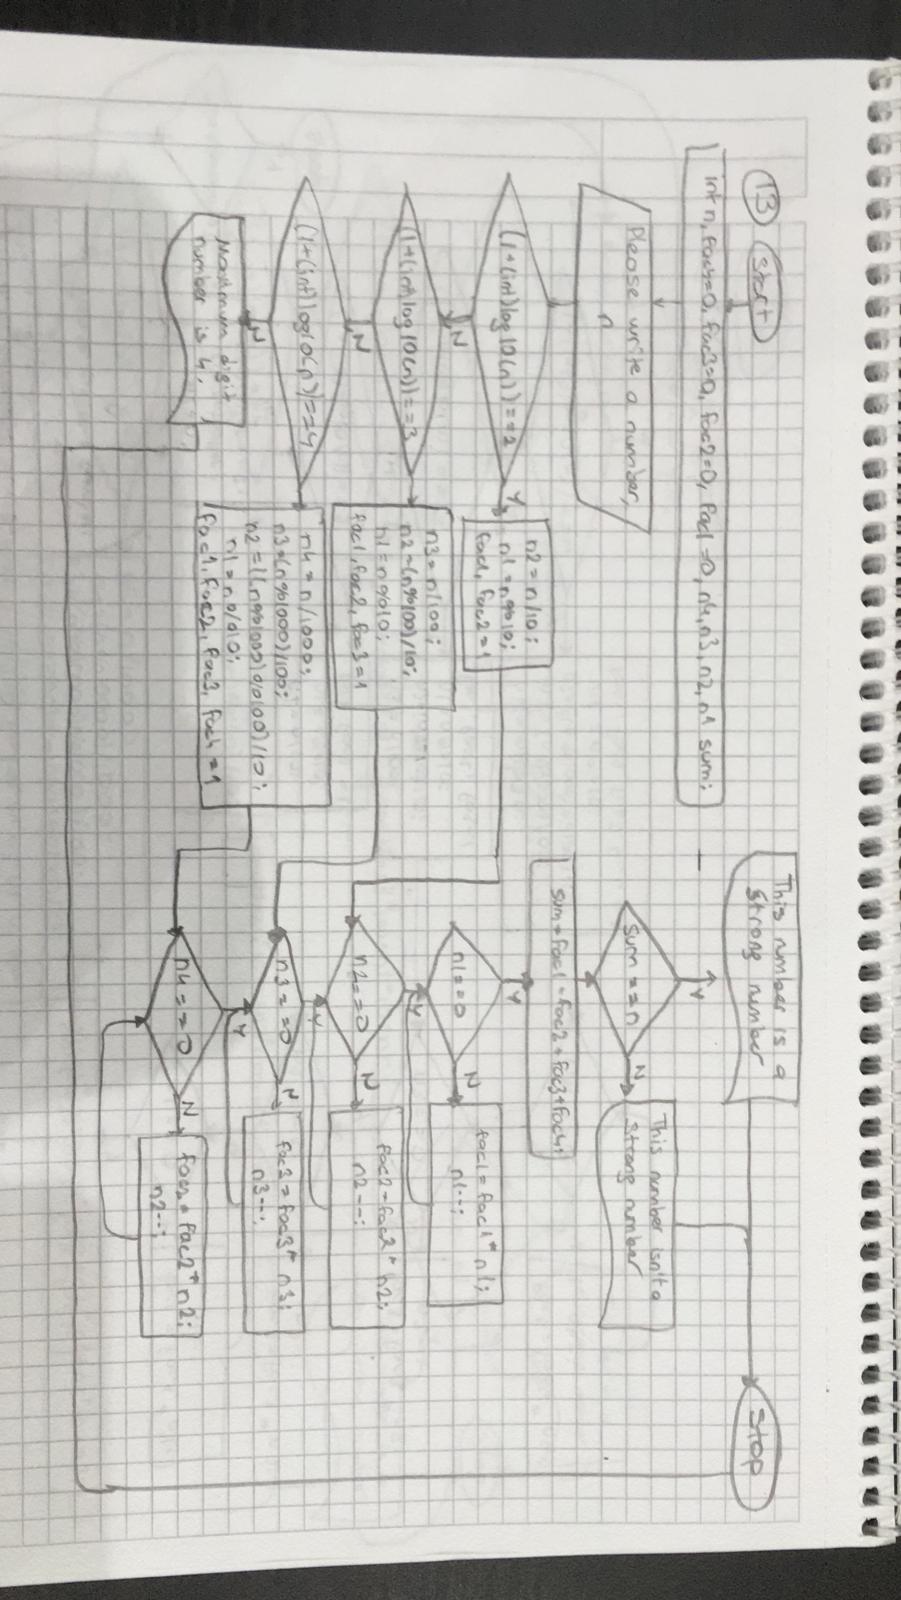 13 Start
int n, fac4=0, fac3=0, fac2=0, fac1=0, n4, n3, n2, n1 sum;
Please write a number,
n
(1+(int)log10(n))==2
Y
n2=n/10;
n1=n%10;
fac1, fac2=1
N
(1+(int)log10(n))==3
n3=n/100;
n2=(n%100)/10;
n1=n%10;
fac1, fac2, fac3=1
N
(1+(int)log10(n))==4
n4=n/1000;
n3=(n%1000)/100;
n2=((n%1000)%100)/10;
n1=n%10;
fac1, fac2, fac3, fac4=1
N
Maximum digit
number is 4.
This number is a
strong number
Y
sum==n
N
This number isn't a
strong number
sum=fac1+fac2+fac3+fac4;
Y
n1==0
N
fac1=fac1*n1;
n1--;
Y
n2==0
N
fac2=fac2*n2;
n2--;
Y
n3==0
N
fac3=fac3*n3;
n3--;
Y
n4==0
N
fac2=fac2*n2;
n2--;
Stop